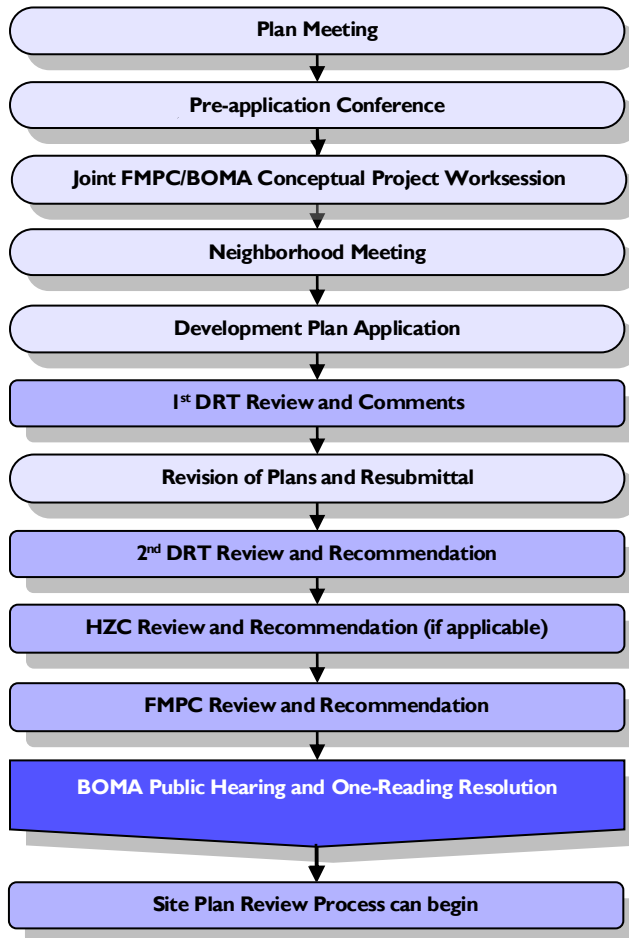 Plan Meeting
Pre-application Conference
Joint FMPC/BOMA Conceptual Project Worksession
Neighborhood Meeting
Development Plan Application
1st DRT Review and Comments
Revision of Plans and Resubmittal
2nd DRT Review and Recommendation
HZC Review and Recommendation (if applicable)
FMPC Review and Recommendation
BOMA Public Hearing and One-Reading Resolution
Site Plan Review Process can begin